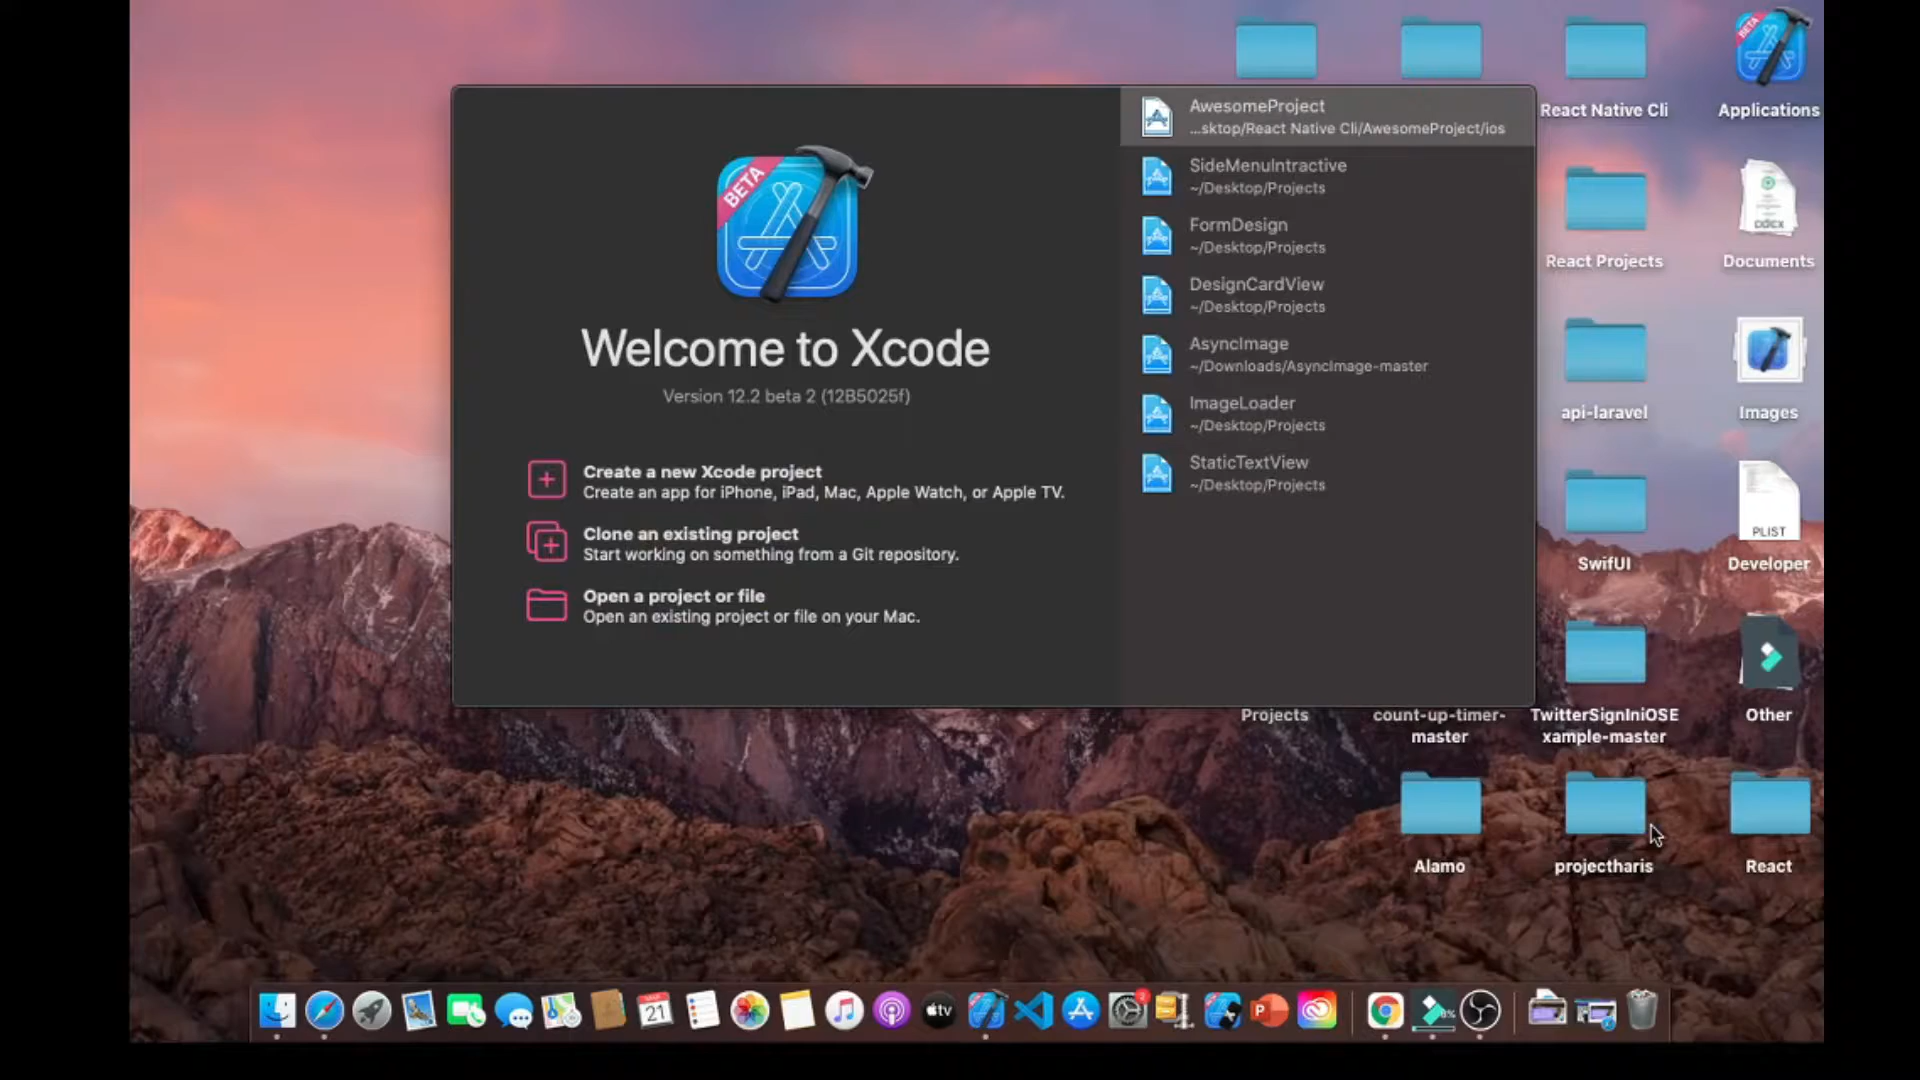 BETA
Welcome to Xcode
Version 12.2 beta 2 (12B5025f)
Create a new Xcode project
Create an app for iPhone, iPad, Mac, Apple Watch, or Apple TV.
Clone an existing project
Start working on something from a Git repository.
Open a project or file
Open an existing project or file on your Mac.
AwesomeProject
...sktop/React Native Cli/AwesomeProject/ios
SideMenuIntractive
~/Desktop/Projects
FormDesign
~/Desktop/Projects
DesignCardView
~/Desktop/Projects
AsyncImage
~/Downloads/AsyncImage-master
ImageLoader
~/Desktop/Projects
StaticTextView
~/Desktop/Projects
BETA
React Native Cli
Applications
DOCX
React Projects
Documents
api-laravel
Images
PLIST
SwifUI
Developer
Projects
count-up-timer-
master
TwitterSignIniOSE
xample-master
Other
Alamo
projectharis
React
21
tv
2
P